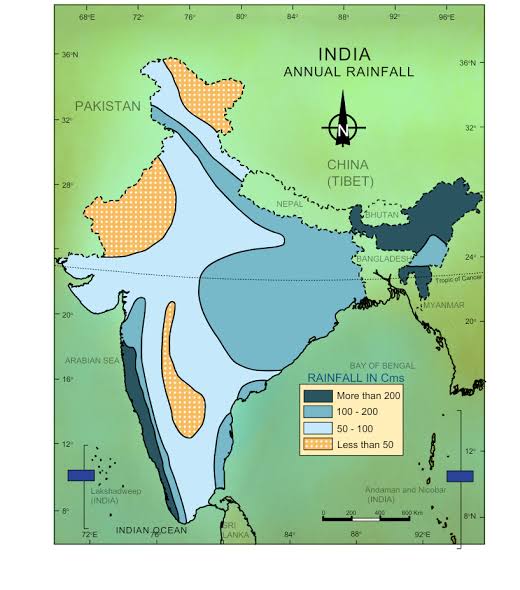 68°E 72° 76° 80° 84° 88° 92° 96°E
INDIA
ANNUAL RAINFALL
36°N
36°N
PAKISTAN
32°
32°
N
CHINA
(TIBET)
28°
28°
NEPAL
BHUTAN
BANGLADESH
24°
Tropic of Cancer
MYANMAR
20°
20°
ARABIAN SEA
BAY OF BENGAL
16°
RAINFALL IN Cms
More than 200
100 - 200
50 - 100
Less than 50
12°
12°
Lakshadweep
(INDIA)
Andaman and Nicobar
(INDIA)
8°
8°N
0 200 400 600 Km
INDIAN OCEAN
SRI
LANKA
72°E 76° 80° 84° 92°E